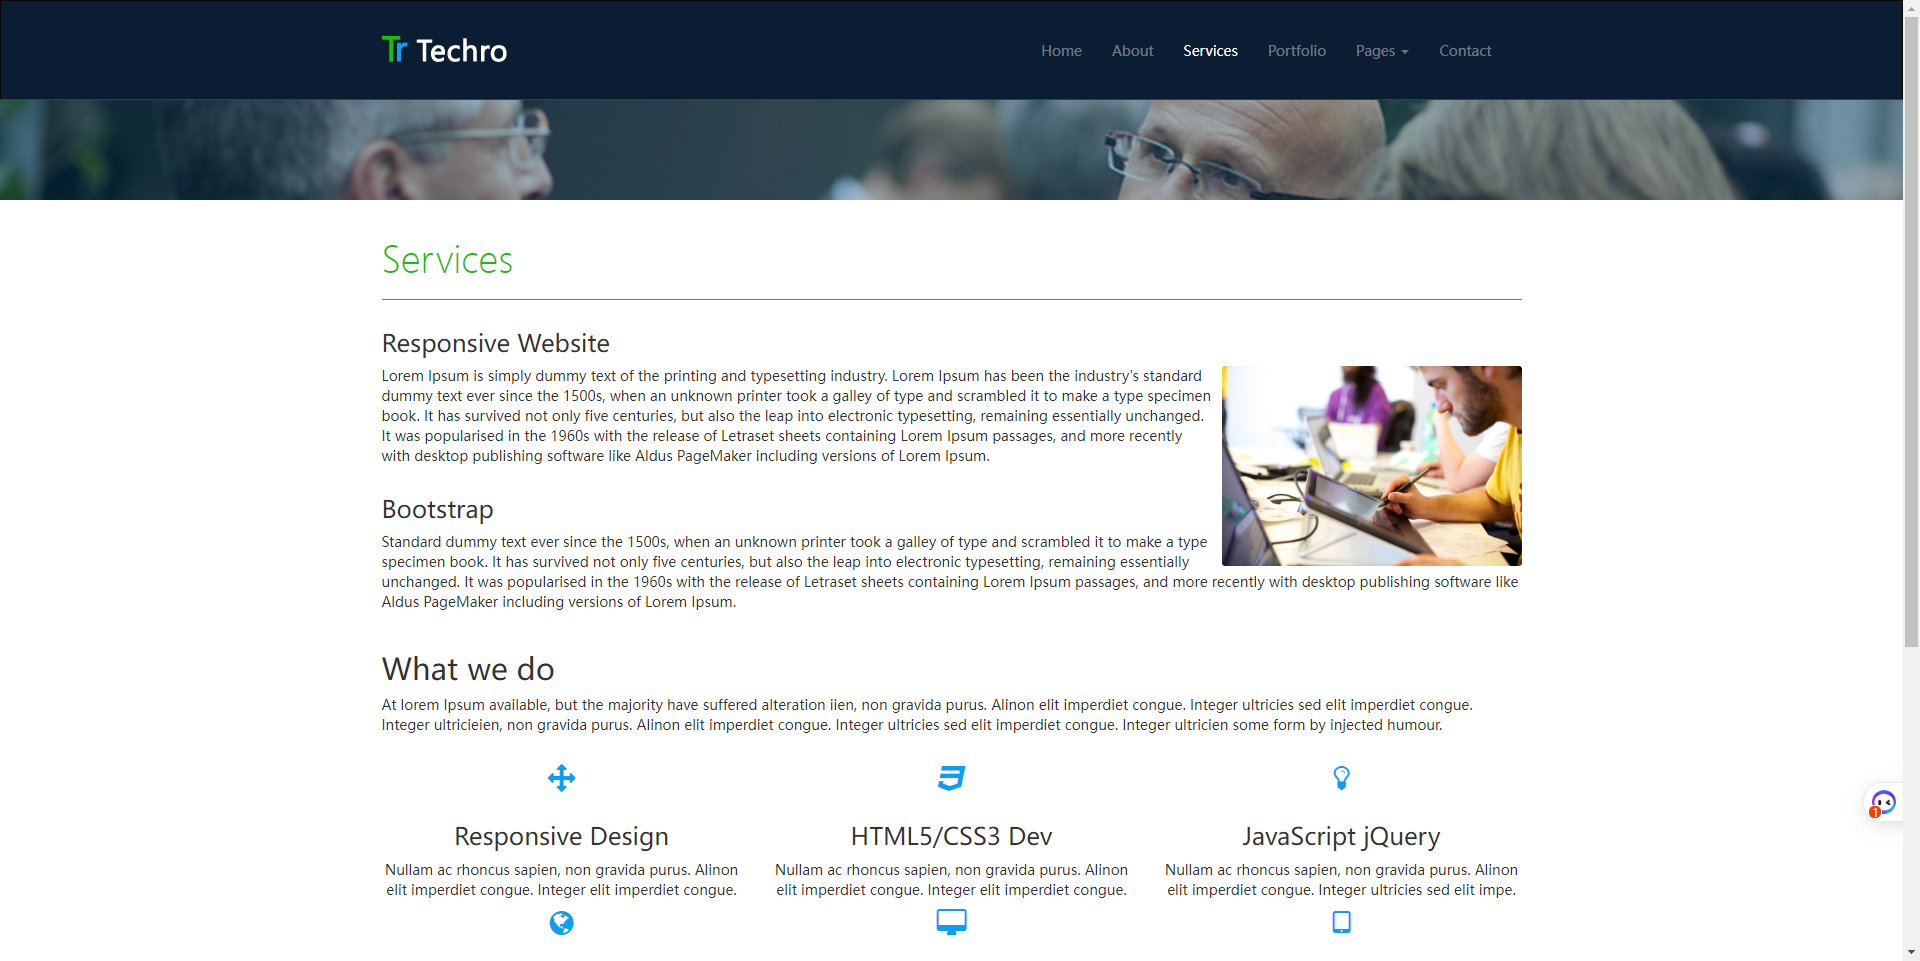 Tr Techro
Home About Services Portfolio Pages Contact
Services
Responsive Website
Lorem Ipsum is simply dummy text of the printing and typesetting industry. Lorem Ipsum has been the industry's standard
dummy text ever since the 1500s, when an unknown printer took a galley of type and scrambled it to make a type specimen
book. It has survived not only five centuries, but also the leap into electronic typesetting, remaining essentially unchanged.
It was popularised in the 1960s with the release of Letraset sheets containing Lorem Ipsum passages, and more recently
with desktop publishing software like Aldus PageMaker including versions of Lorem Ipsum.
Bootstrap
Standard dummy text ever since the 1500s, when an unknown printer took a galley of type and scrambled it to make a type
specimen book. It has survived not only five centuries, but also the leap into electronic typesetting, remaining essentially
unchanged. It was popularised in the 1960s with the release of Letraset sheets containing Lorem Ipsum passages, and more recently with desktop publishing software like
Aldus PageMaker including versions of Lorem Ipsum.
What we do
At lorem Ipsum available, but the majority have suffered alteration iien, non gravida purus. Alinon elit imperdiet congue. Integer ultricies sed elit imperdiet congue.
Integer ultricieien, non gravida purus. Alinon elit imperdiet congue. Integer ultricies sed elit imperdiet congue. Integer ultricien some form by injected humour.
Responsive Design
Nullam ac rhoncus sapien, non gravida purus. Alinon
elit imperdiet congue. Integer elit imperdiet congue.
HTML5/CSS3 Dev
Nullam ac rhoncus sapien, non gravida purus. Alinon
elit imperdiet congue. Integer elit imperdiet congue.
JavaScript jQuery
Nullam ac rhoncus sapien, non gravida purus. Alinon
elit imperdiet congue. Integer ultricies sed elit impe.
1